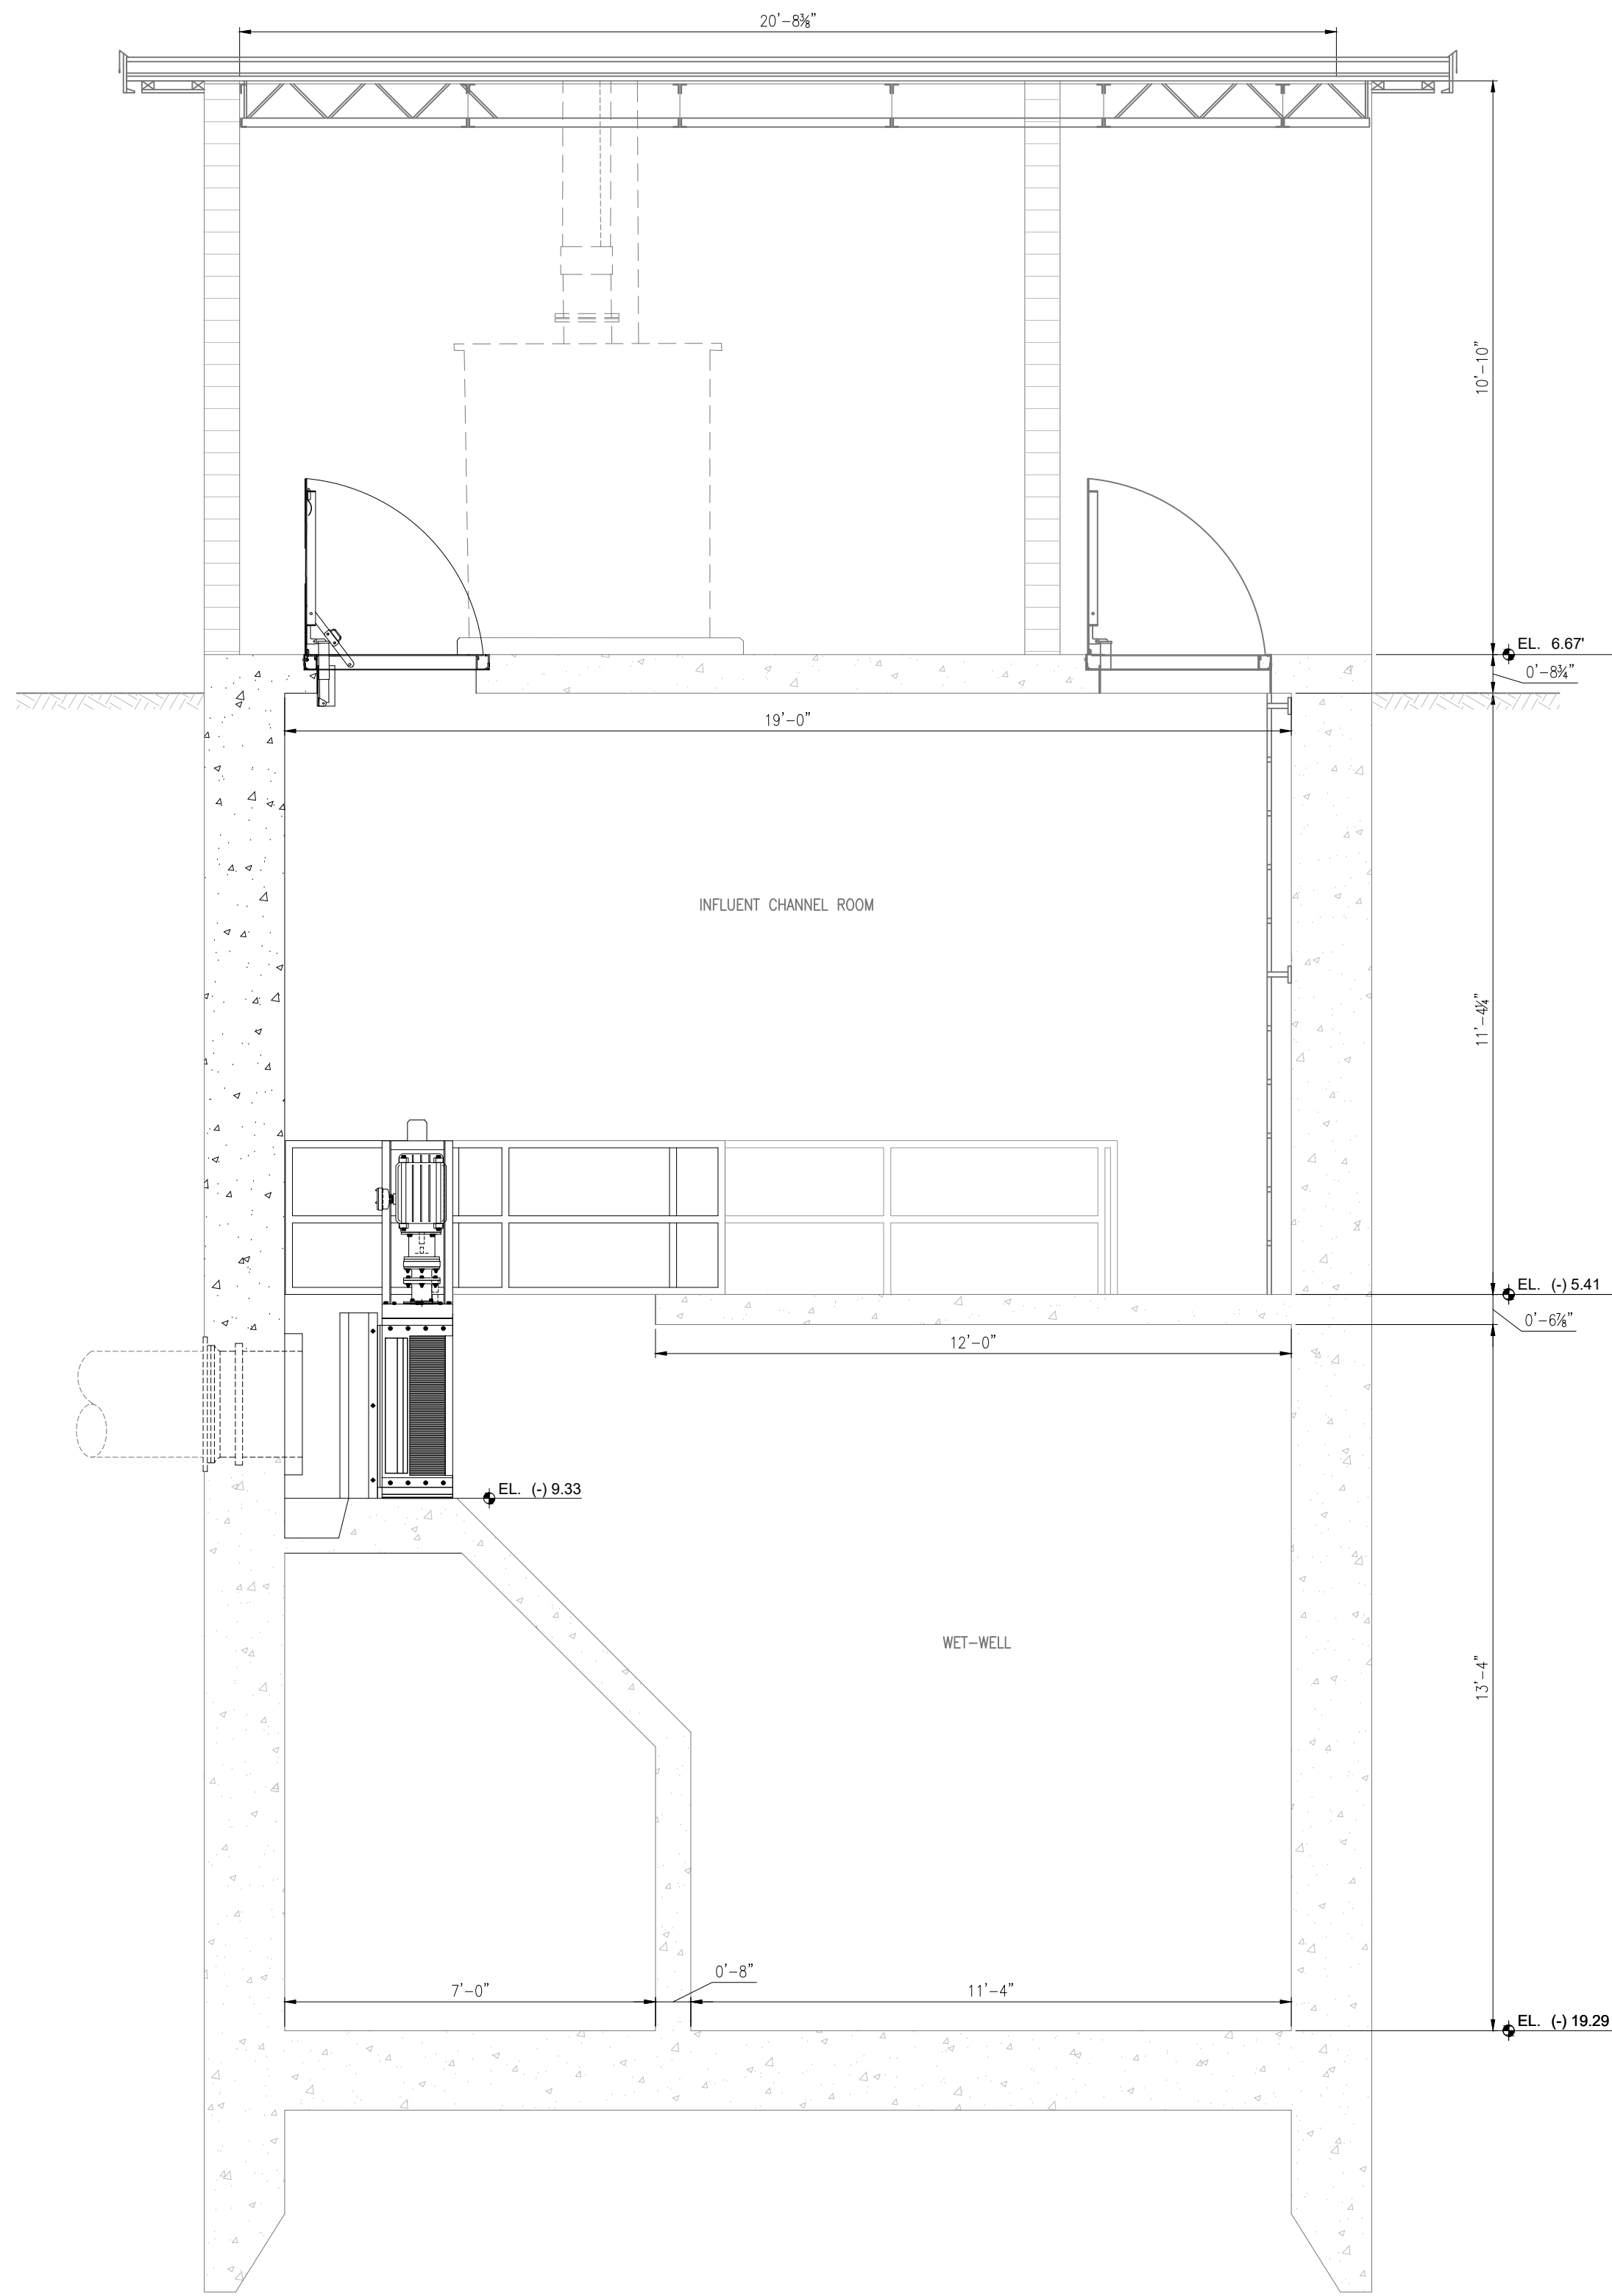 20'-8⅜"
10'-10"
EL. 6.67'
0'-8¾"
19'-0"
INFLUENT CHANNEL ROOM
11'-4¼"
EL. (-) 5.41
0'-6⅞"
12'-0"
EL. (-) 9.33
WET-WELL
13'-4"
0'-8"
7'-0"
11'-4"
EL. (-) 19.29